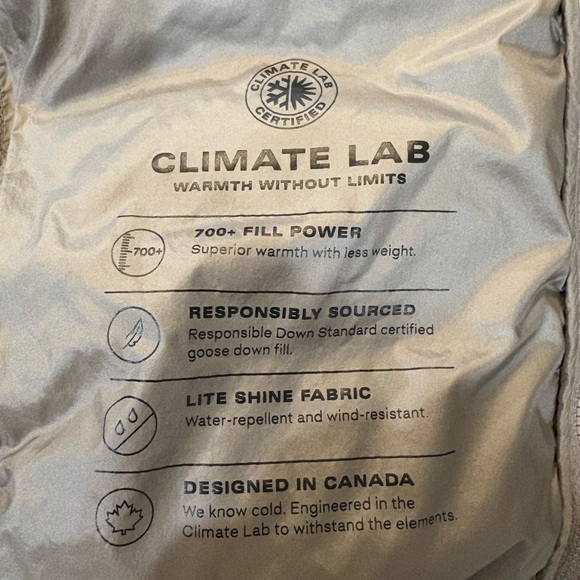 CLIMATE LAB
CERTIFIED
CLIMATE LAB
WARMTH WITHOUT LIMITS
700+
700+ FILL POWER
Superior warmth with less weight.
RESPONSIBLY SOURCED
Responsible Down Standard certified
goose down fill.
LITE SHINE FABRIC
Water-repellent and wind-resistant.
DESIGNED IN CANADA
We know cold. Engineered in the
Climate Lab to withstand the elements.